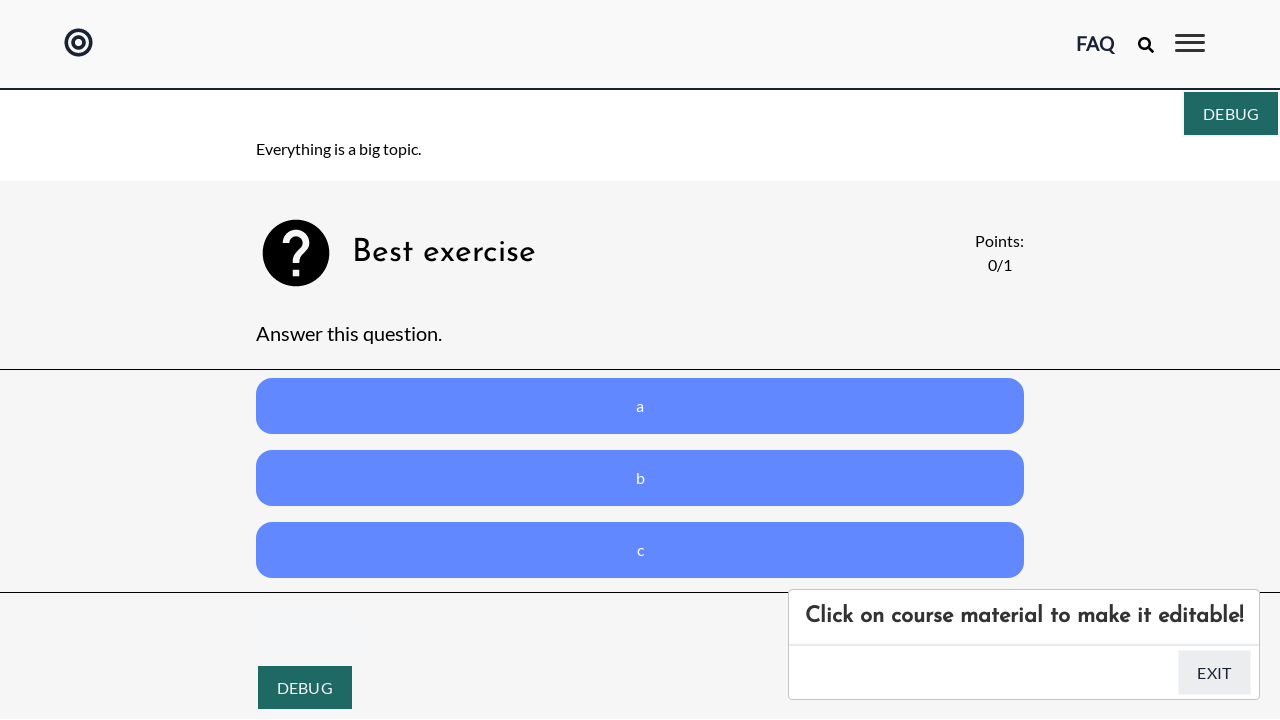 FAQ
DEBUG
Everything is a big topic.
Best exercise
Points:
0/1
Answer this question.
a
b
c
Click on course material to make it editable!
EXIT
DEBUG